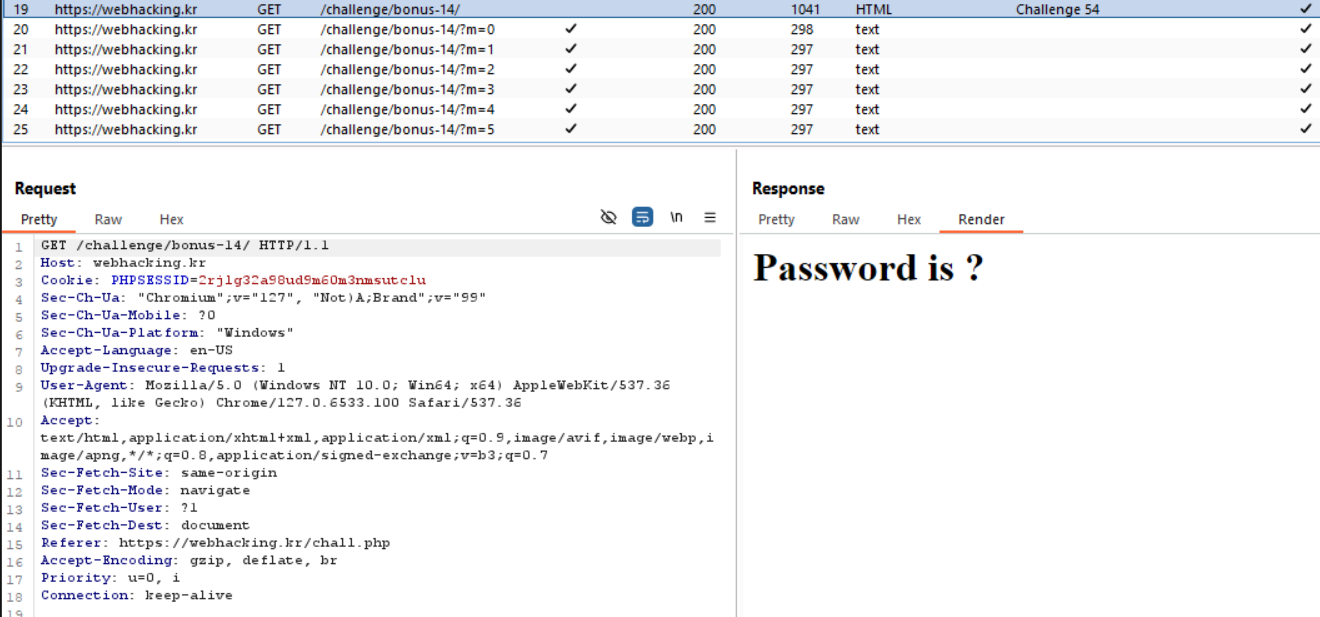 19 https://webhacking.kr GET /challenge/bonus-14/ 200 1041 HTML Challenge 54 ✓
20 https://webhacking.kr GET /challenge/bonus-14/?m=0 ✓ 200 298 text ✓
21 https://webhacking.kr GET /challenge/bonus-14/?m=1 ✓ 200 297 text ✓
22 https://webhacking.kr GET /challenge/bonus-14/?m=2 ✓ 200 297 text ✓
23 https://webhacking.kr GET /challenge/bonus-14/?m=3 ✓ 200 297 text ✓
24 https://webhacking.kr GET /challenge/bonus-14/?m=4 ✓ 200 297 text ✓
25 https://webhacking.kr GET /challenge/bonus-14/?m=5 ✓ 200 297 text ✓
Request
Pretty Raw Hex \n
1 GET /challenge/bonus-14/ HTTP/1.1
2 Host: webhacking.kr
3 Cookie: PHPSESSID=2rjlg32a98ud9m60m3nmsutclu
4 Sec-Ch-Ua: "Chromium";v="127", "Not)A;Brand";v="99"
5 Sec-Ch-Ua-Mobile: ?0
6 Sec-Ch-Ua-Platform: "Windows"
7 Accept-Language: en-US
8 Upgrade-Insecure-Requests: 1
9 User-Agent: Mozilla/5.0 (Windows NT 10.0; Win64; x64) AppleWebKit/537.36
(KHTML, like Gecko) Chrome/127.0.6533.100 Safari/537.36
10 Accept:
text/html,application/xhtml+xml,application/xml;q=0.9,image/avif,image/webp,i
mage/apng,*/*;q=0.8,application/signed-exchange;v=b3;q=0.7
11 Sec-Fetch-Site: same-origin
12 Sec-Fetch-Mode: navigate
13 Sec-Fetch-User: ?1
14 Sec-Fetch-Dest: document
15 Referer: https://webhacking.kr/chall.php
16 Accept-Encoding: gzip, deflate, br
17 Priority: u=0, i
18 Connection: keep-alive
19
Response
Pretty Raw Hex Render
Password is ?